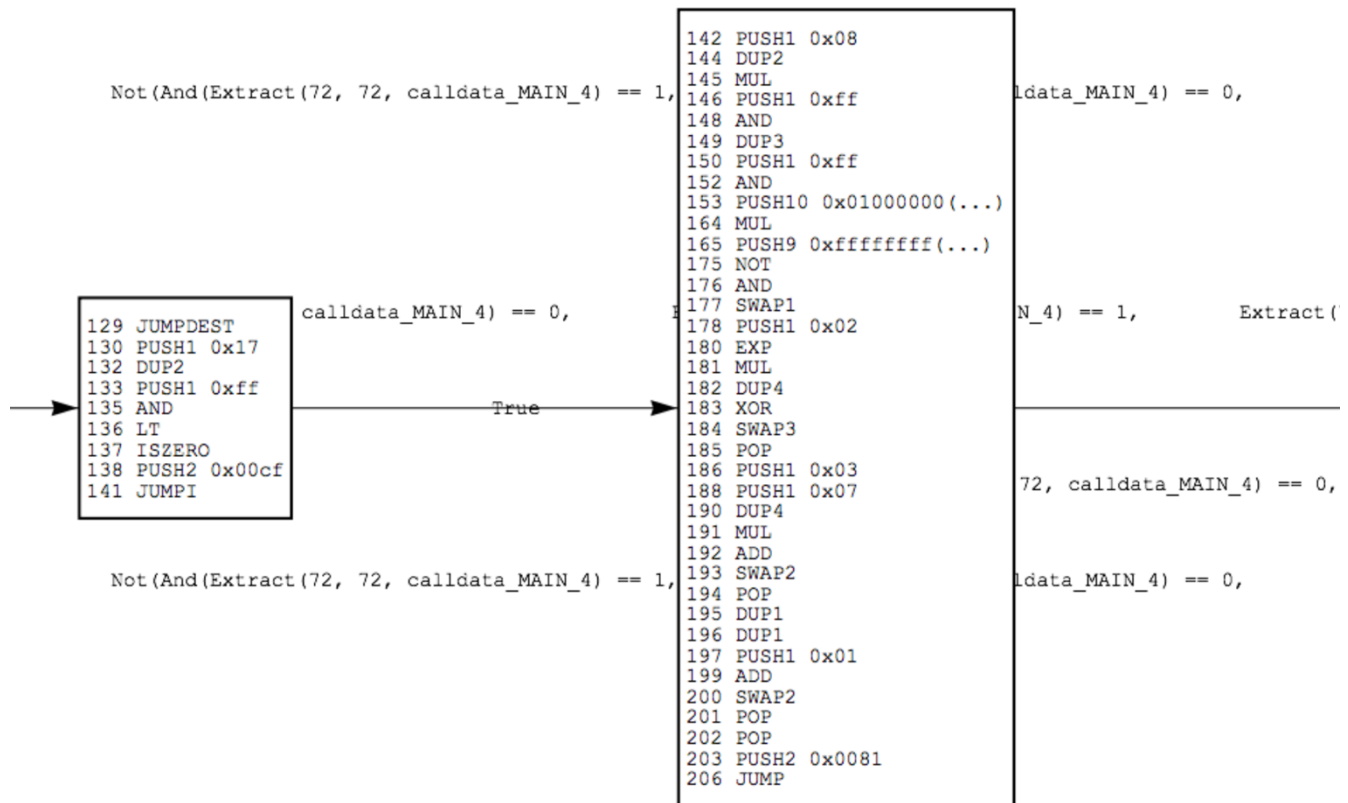 Not(And(Extract(72, 72, calldata_MAIN_4) == 1,
ldata_MAIN_4) == 0,
calldata_MAIN_4) == 0,
N_4) == 1,
Extract(
129 JUMPDEST
130 PUSH1 0x17
132 DUP2
133 PUSH1 0xff
135 AND
136 LT
137 ISZERO
138 PUSH2 0x00cf
141 JUMPI
True
142 PUSH1 0x08
144 DUP2
145 MUL
146 PUSH1 0xff
148 AND
149 DUP3
150 PUSH1 0xff
152 AND
153 PUSH10 0x01000000(...)
164 MUL
165 PUSH9 0xffffffff(...)
175 NOT
176 AND
177 SWAP1
178 PUSH1 0x02
180 EXP
181 MUL
182 DUP4
183 XOR
184 SWAP3
185 POP
186 PUSH1 0x03
188 PUSH1 0x07
190 DUP4
191 MUL
192 ADD
193 SWAP2
194 POP
195 DUP1
196 DUP1
197 PUSH1 0x01
199 ADD
200 SWAP2
201 POP
202 POP
203 PUSH2 0x0081
206 JUMP
72, calldata_MAIN_4) == 0,
Not(And(Extract(72, 72, calldata_MAIN_4) == 1,
ldata_MAIN_4) == 0,